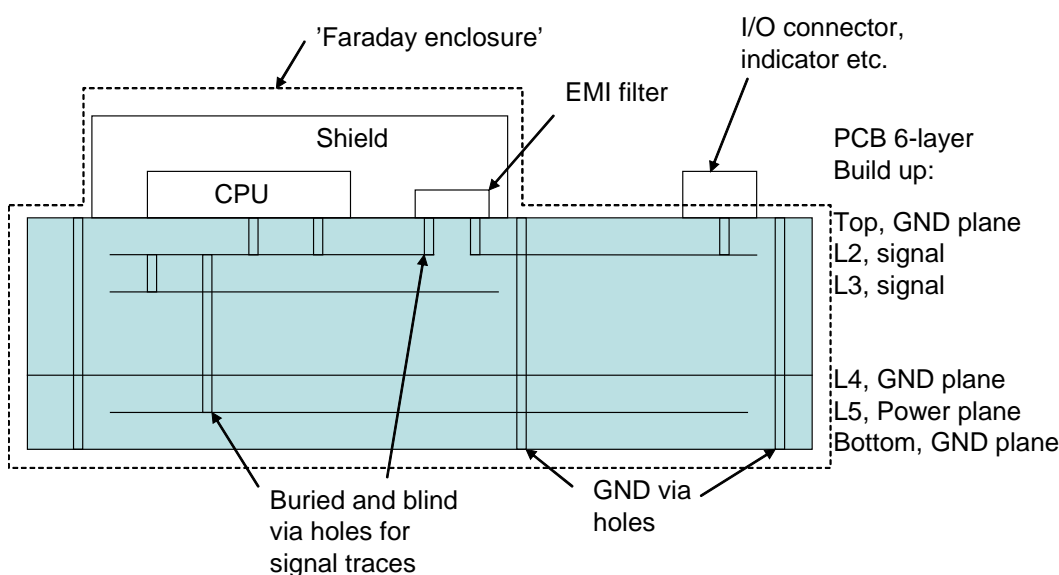 ’Faraday enclosure’
I/O connector,
indicator etc.
EMI filter
Shield
PCB 6-layer
Build up:
CPU
Top, GND plane
L2, signal
L3, signal
L4, GND plane
L5, Power plane
Bottom, GND plane
Buried and blind
via holes for
signal traces
GND via
holes